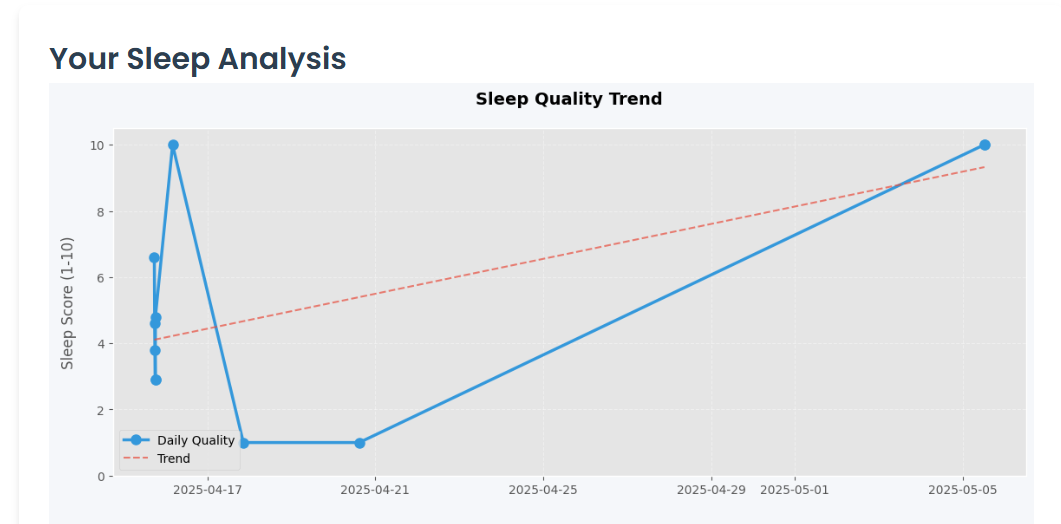 Your Sleep Analysis
Sleep Quality Trend
10
8
6
4
2
0
Sleep Score (1-10)
Daily Quality
Trend
2025-04-17 2025-04-21 2025-04-25 2025-04-29 2025-05-01 2025-05-05